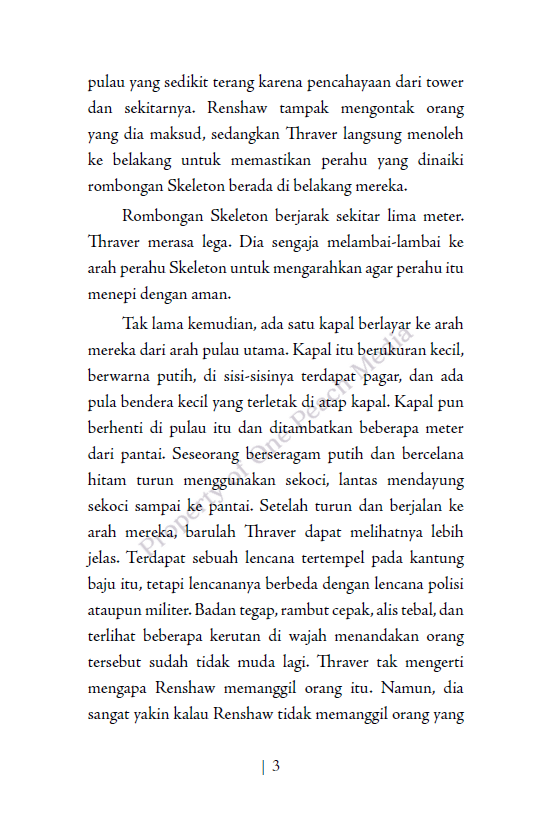 pulau yang sedikit terang karena pencahayaan dari tower
dan sekitarnya. Renshaw tampak mengontak orang
yang dia maksud, sedangkan Thraver langsung menoleh
ke belakang untuk memastikan perahu yang dinaiki
rombongan Skeleton berada di belakang mereka.
Rombongan Skeleton berjarak sekitar lima meter.
Thraver merasa lega. Dia sengaja melambai-lambai ke
arah perahu Skeleton untuk mengarahkan agar perahu itu
menepi dengan aman.
Tak lama kemudian, ada satu kapal berlayar ke arah
mereka dari arah pulau utama. Kapal itu berukuran kecil,
berwarna putih, di sisi-sisinya terdapat pagar, dan ada
pula bendera kecil yang terletak di atap kapal. Kapal pun
berhenti di pulau itu dan ditambatkan beberapa meter
dari pantai. Seseorang berseragam putih dan bercelana
hitam turun menggunakan sekoci, lantas mendayung
sekoci sampai ke pantai. Setelah turun dan berjalan ke
arah mereka, barulah Thraver dapat melihatnya lebih
jelas. Terdapat sebuah lencana tertempel pada kantung
baju itu, tetapi lencananya berbeda dengan lencana polisi
ataupun militer. Badan tegap, rambut cepak, alis tebal, dan
terlihat beberapa kerutan di wajah menandakan orang
tersebut sudah tidak muda lagi. Thraver tak mengerti
mengapa Renshaw memanggil orang itu. Namun, dia
sangat yakin kalau Renshaw tidak memanggil orang yang
| 3
Property of One Peach Media